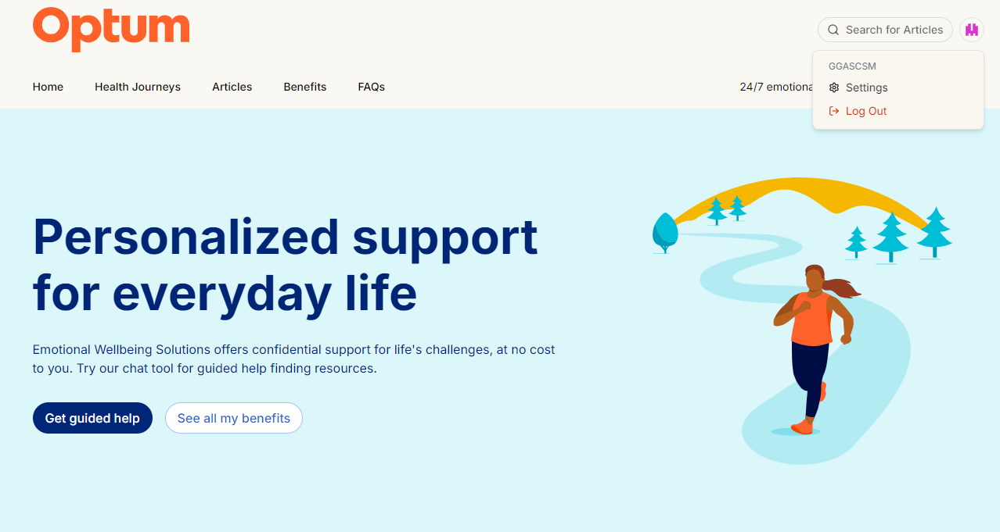 Optum
Search for Articles
Home
Health Journeys
Articles
Benefits
FAQs
24/7 emotiona
GGASCSM
Settings
Log Out
Personalized support
for everyday life
Emotional Wellbeing Solutions offers confidential support for life's challenges, at no cost
to you. Try our chat tool for guided help finding resources.
Get guided help
See all my benefits